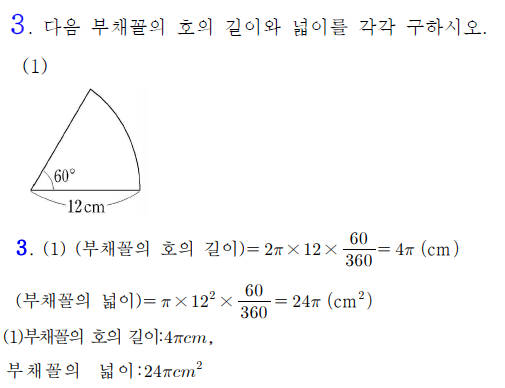 3. 다음 부채꼴의 호의 길이와 넓이를 각각 구하시오.
(1)
60°
12cm
3. (1) (부채꼴의 호의 길이)= 2π×12×60/360= 4π (cm)
(부채꼴의 넓이)= π×12²×60/360= 24π (cm²)
(1)부채꼴의 호의 길이:4πcm,
부채꼴의 넓이:24πcm²